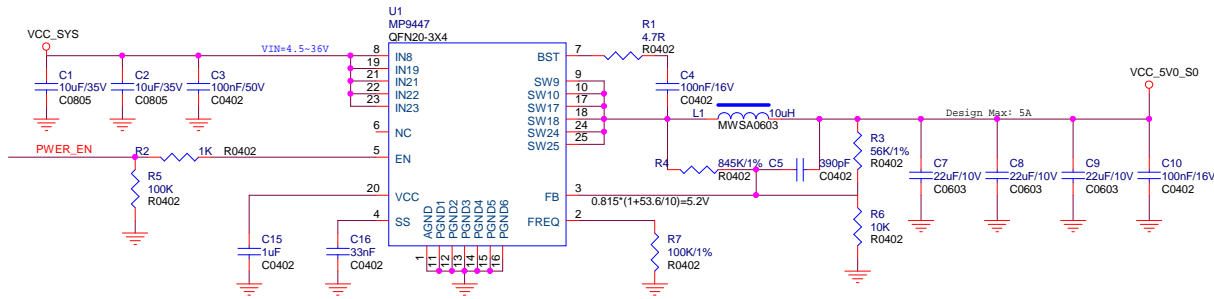 U1
MP9447
QFN20-3X4
VCC_SYS
VIN=4.5~36V
C1
10uF/35V
C0805
C2
10uF/35V
C0805
C3
100nF/50V
C0402
8
19
21
22
23
6
5
20
4
IN8
IN19
IN21
IN22
IN23
NC
EN
VCC
SS
PWER_EN
R2
1K
R0402
R5
100K
R0402
C15
1uF
C0402
C16
33nF
C0402
AGND
PGND1
PGND2
PGND3
PGND4
PGND5
PGND6
1
11
12
13
14
15
16
BST
SW9
SW10
SW17
SW18
SW24
SW25
FB
FREQ
7
9
10
17
18
24
25
3
2
R1
4.7R
R0402
C4
100nF/16V
C0402
L1
10uH
MWSA0603
R4
845K/1%
R0402
C5
390pF
C0402
0.815*(1+53.6/10)=5.2V
R7
100K/1%
R0402
R3
56K/1%
R0402
R6
10K
R0402
Design Max: 5A
VCC_5V0_S0
C7
22uF/10V
C0603
C8
22uF/10V
C0603
C9
22uF/10V
C0603
C10
100nF/16V
C0402